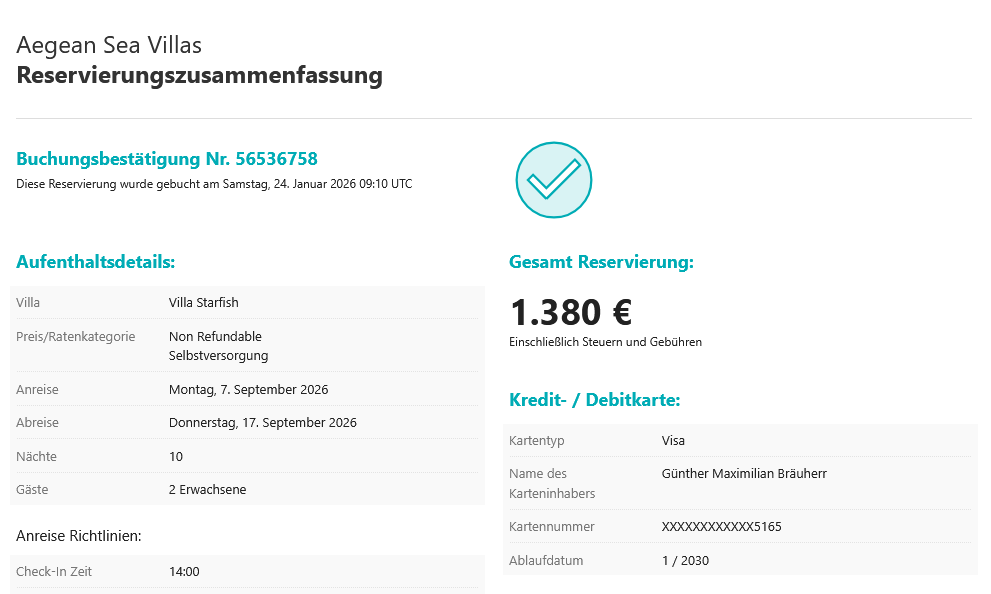 Aegean Sea Villas
Reservierungszusammenfassung
Buchungsbestätigung Nr. 56536758
Diese Reservierung wurde gebucht am Samstag, 24. Januar 2026 09:10 UTC
Aufenthaltsdetails:
Villa Villa Starfish
Preis/Ratenkategorie Non Refundable
Selbstversorgung
Anreise Montag, 7. September 2026
Abreise Donnerstag, 17. September 2026
Nächte 10
Gäste 2 Erwachsene
Anreise Richtlinien:
Check-In Zeit 14:00
Gesamt Reservierung:
1.380 €
Einschließlich Steuern und Gebühren
Kredit- / Debitkarte:
Kartentyp Visa
Name des Günther Maximilian Bräuherr
Karteninhabers
Kartennummer XXXXXXXXXXXX5165
Ablaufdatum 1 / 2030